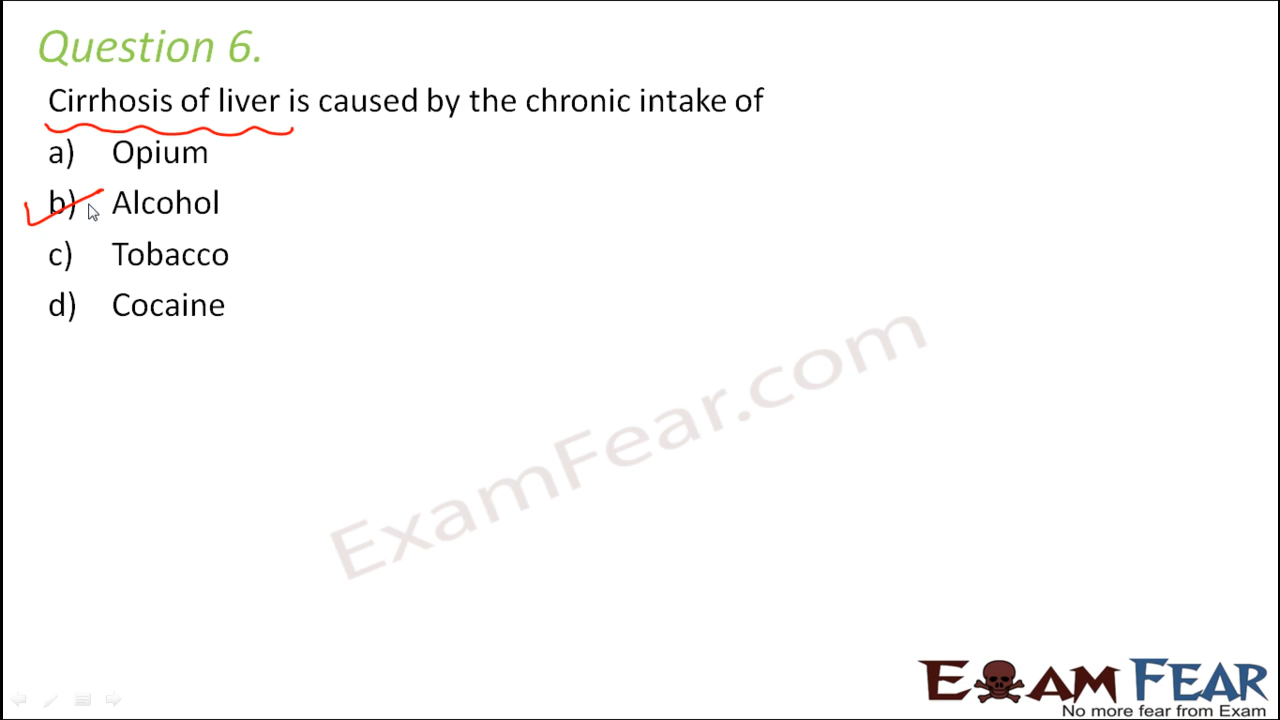 Question 6.
Cirrhosis of liver is caused by the chronic intake of
a) Opium
b) Alcohol
c) Tobacco
d) Cocaine
ExamFear.com
EXAM FEAR
No more fear from Exam